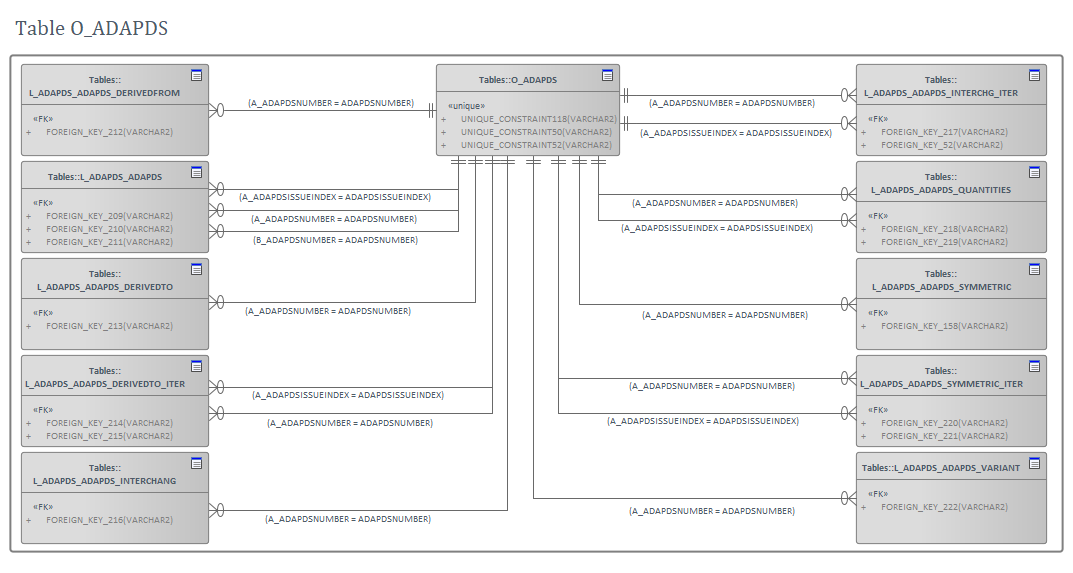 Table O_ADAPDS
Tables::
L_ADAPDS_ADAPDS_DERIVEDFROM
«FK»
+ FOREIGN_KEY_212(VARCHAR2)
(A_ADAPDSNUMBER = ADAPDSNUMBER)
Tables::O_ADAPDS
«unique»
+ UNIQUE_CONSTRAINT118(VARCHAR2)
+ UNIQUE_CONSTRAINT50(VARCHAR2)
+ UNIQUE_CONSTRAINT52(VARCHAR2)
(A_ADAPDSNUMBER = ADAPDSNUMBER)
(A_ADAPDSISSUEINDEX = ADAPDSISSUEINDEX)
Tables::
L_ADAPDS_ADAPDS_INTERCHG_ITER
«FK»
+ FOREIGN_KEY_217(VARCHAR2)
+ FOREIGN_KEY_52(VARCHAR2)
Tables::L_ADAPDS_ADAPDS
«FK»
+ FOREIGN_KEY_209(VARCHAR2)
+ FOREIGN_KEY_210(VARCHAR2)
+ FOREIGN_KEY_211(VARCHAR2)
(A_ADAPDSISSUEINDEX = ADAPDSISSUEINDEX)
(A_ADAPDSNUMBER = ADAPDSNUMBER)
(B_ADAPDSNUMBER = ADAPDSNUMBER)
(A_ADAPDSNUMBER = ADAPDSNUMBER)
(A_ADAPDSISSUEINDEX = ADAPDSISSUEINDEX)
Tables::
L_ADAPDS_ADAPDS_QUANTITIES
«FK»
+ FOREIGN_KEY_218(VARCHAR2)
+ FOREIGN_KEY_219(VARCHAR2)
Tables::
L_ADAPDS_ADAPDS_DERIVEDTO
«FK»
+ FOREIGN_KEY_213(VARCHAR2)
(A_ADAPDSNUMBER = ADAPDSNUMBER)
(A_ADAPDSNUMBER = ADAPDSNUMBER)
Tables::
L_ADAPDS_ADAPDS_SYMMETRIC
«FK»
+ FOREIGN_KEY_158(VARCHAR2)
Tables::
L_ADAPDS_ADAPDS_DERIVEDTO_ITER
«FK»
+ FOREIGN_KEY_214(VARCHAR2)
+ FOREIGN_KEY_215(VARCHAR2)
(A_ADAPDSISSUEINDEX = ADAPDSISSUEINDEX)
(A_ADAPDSNUMBER = ADAPDSNUMBER)
(A_ADAPDSNUMBER = ADAPDSNUMBER)
(A_ADAPDSISSUEINDEX = ADAPDSISSUEINDEX)
Tables::
L_ADAPDS_ADAPDS_SYMMETRIC_ITER
«FK»
+ FOREIGN_KEY_220(VARCHAR2)
+ FOREIGN_KEY_221(VARCHAR2)
Tables::
L_ADAPDS_ADAPDS_INTERCHANG
«FK»
+ FOREIGN_KEY_216(VARCHAR2)
(A_ADAPDSNUMBER = ADAPDSNUMBER)
(A_ADAPDSNUMBER = ADAPDSNUMBER)
Tables::L_ADAPDS_ADAPDS_VARIANT
«FK»
+ FOREIGN_KEY_222(VARCHAR2)